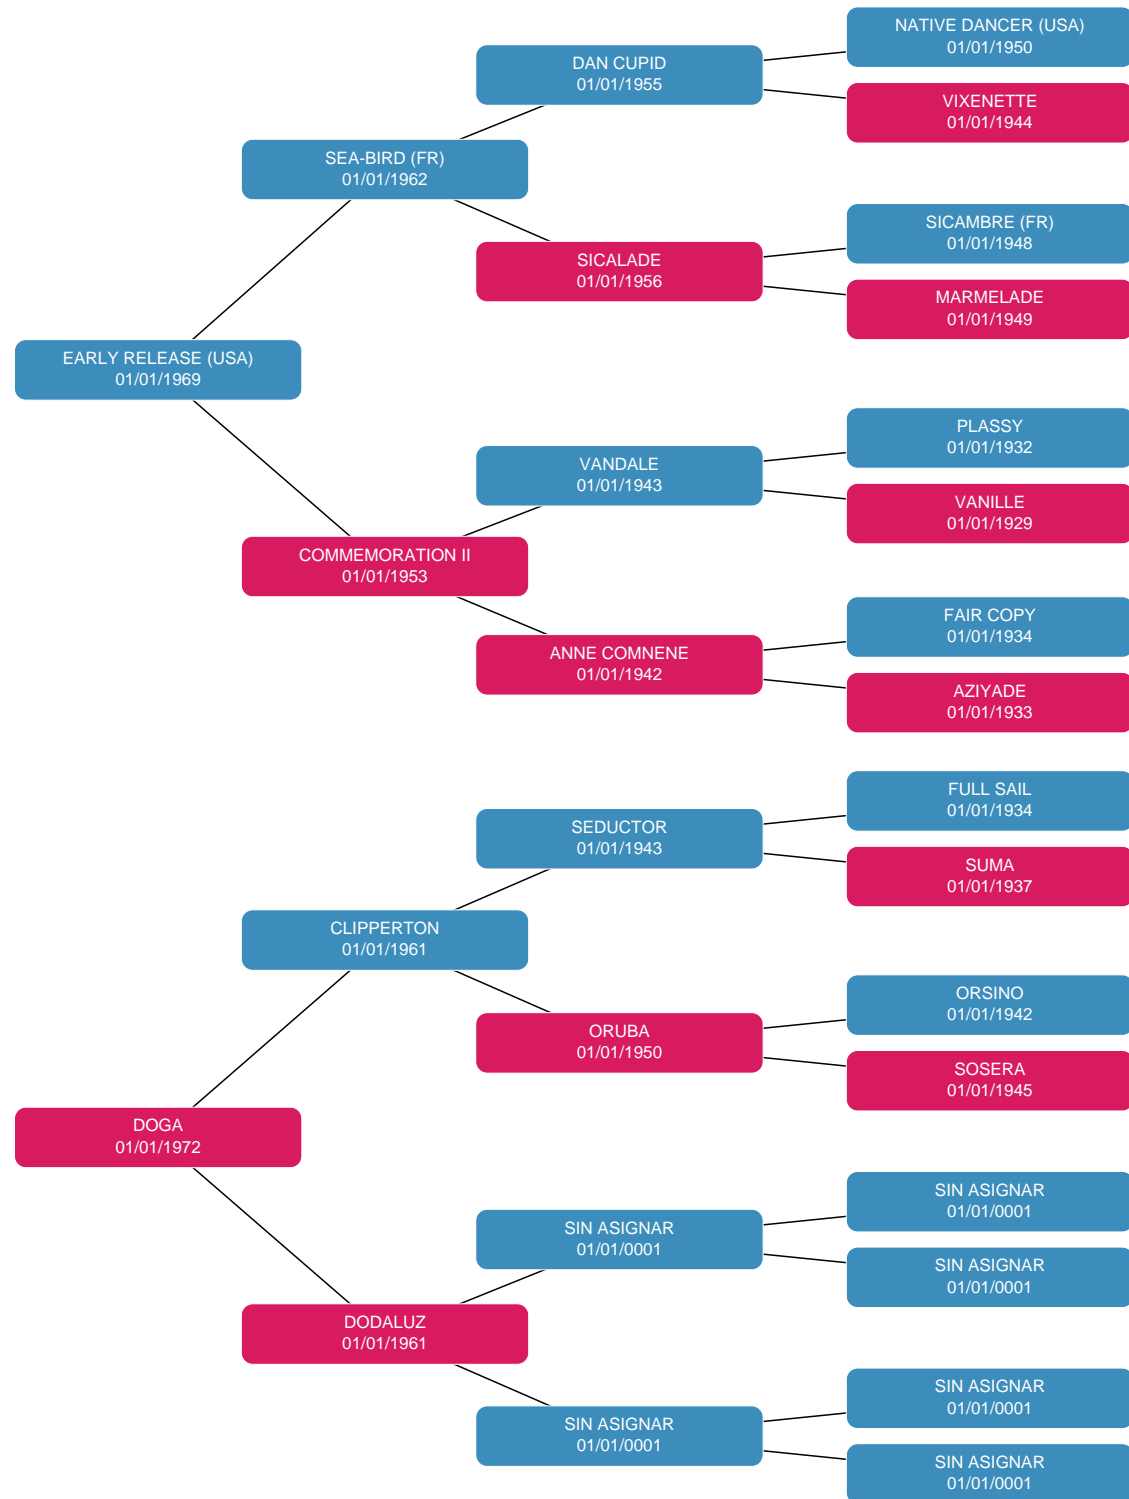 NATIVE DANCER (USA)
01/01/1950
DAN CUPID
01/01/1955
VIXENETTE
01/01/1944
SEA-BIRD (FR)
01/01/1962
SICAMBRE (FR)
01/01/1948
SICALADE
01/01/1956
MARMELADE
01/01/1949
EARLY RELEASE (USA)
01/01/1969
PLASSY
01/01/1932
VANDALE
01/01/1943
VANILLE
01/01/1929
COMMEMORATION II
01/01/1953
FAIR COPY
01/01/1934
ANNE COMNENE
01/01/1942
AZIYADE
01/01/1933
FULL SAIL
01/01/1934
SEDUCTOR
01/01/1943
SUMA
01/01/1937
CLIPPERTON
01/01/1961
ORSINO
01/01/1942
ORUBA
01/01/1950
SOSERA
01/01/1945
DOGA
01/01/1972
SIN ASIGNAR
01/01/0001
SIN ASIGNAR
01/01/0001
SIN ASIGNAR
01/01/0001
DODALUZ
01/01/1961
SIN ASIGNAR
01/01/0001
SIN ASIGNAR
01/01/0001
SIN ASIGNAR
01/01/0001